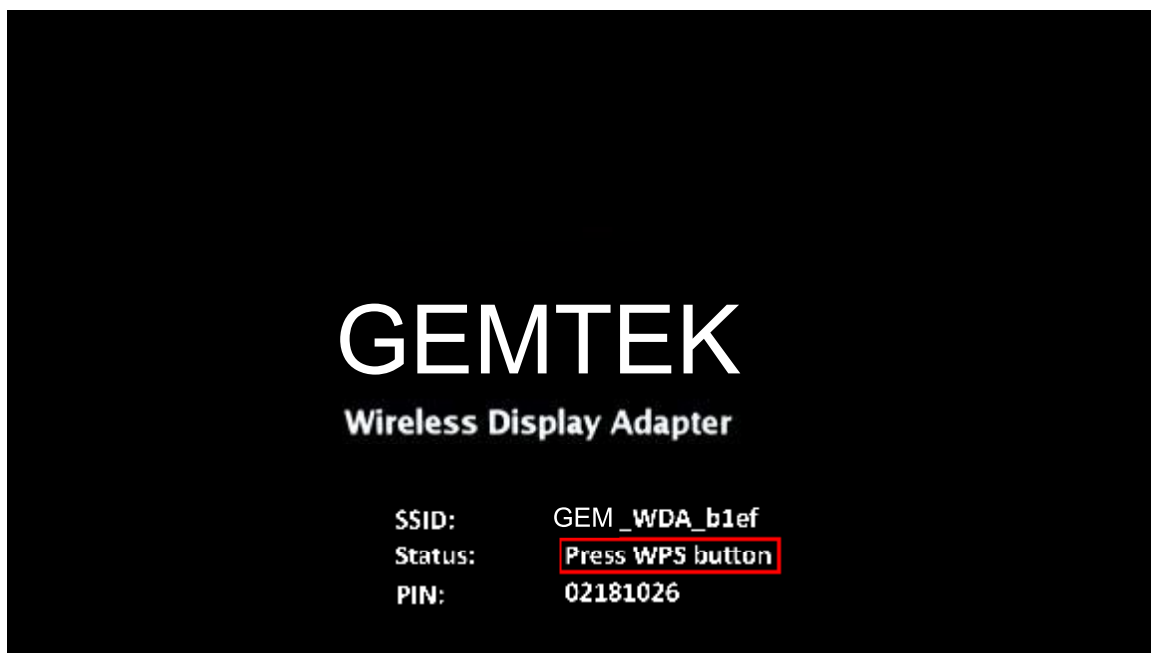 GEMTEK
Wireless Display Adapter
SSID: GEM _WDA_b1ef
Status: Press WPS button
PIN: 02181026